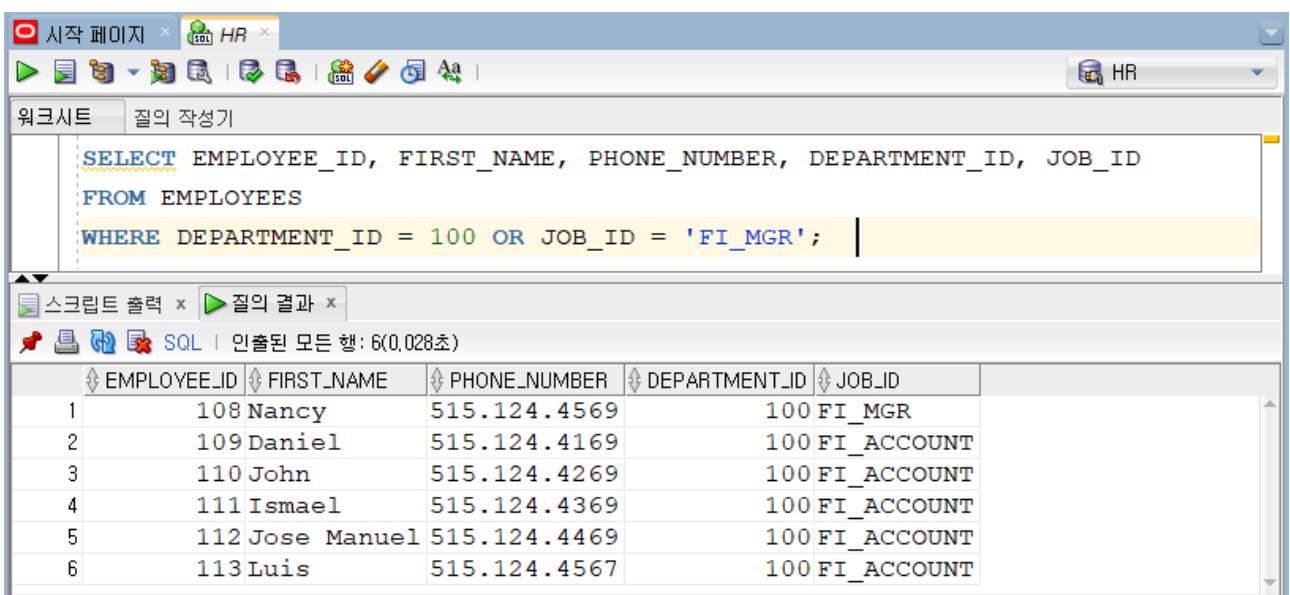 시작 페이지 HR
HR
워크시트 질의 작성기
SELECT EMPLOYEE_ID, FIRST_NAME, PHONE_NUMBER, DEPARTMENT_ID, JOB_ID
FROM EMPLOYEES
WHERE DEPARTMENT_ID = 100 OR JOB_ID = 'FI_MGR';
스크립트 출력 x 질의 결과 x
SQL | 인출된 모든 행: 6(0,028초)
EMPLOYEE_ID FIRST_NAME PHONE_NUMBER DEPARTMENT_ID JOB_ID
1 108 Nancy 515.124.4569 100 FI_MGR
2 109 Daniel 515.124.4169 100 FI_ACCOUNT
3 110 John 515.124.4269 100 FI_ACCOUNT
4 111 Ismael 515.124.4369 100 FI_ACCOUNT
5 112 Jose Manuel 515.124.4469 100 FI_ACCOUNT
6 113 Luis 515.124.4567 100 FI_ACCOUNT